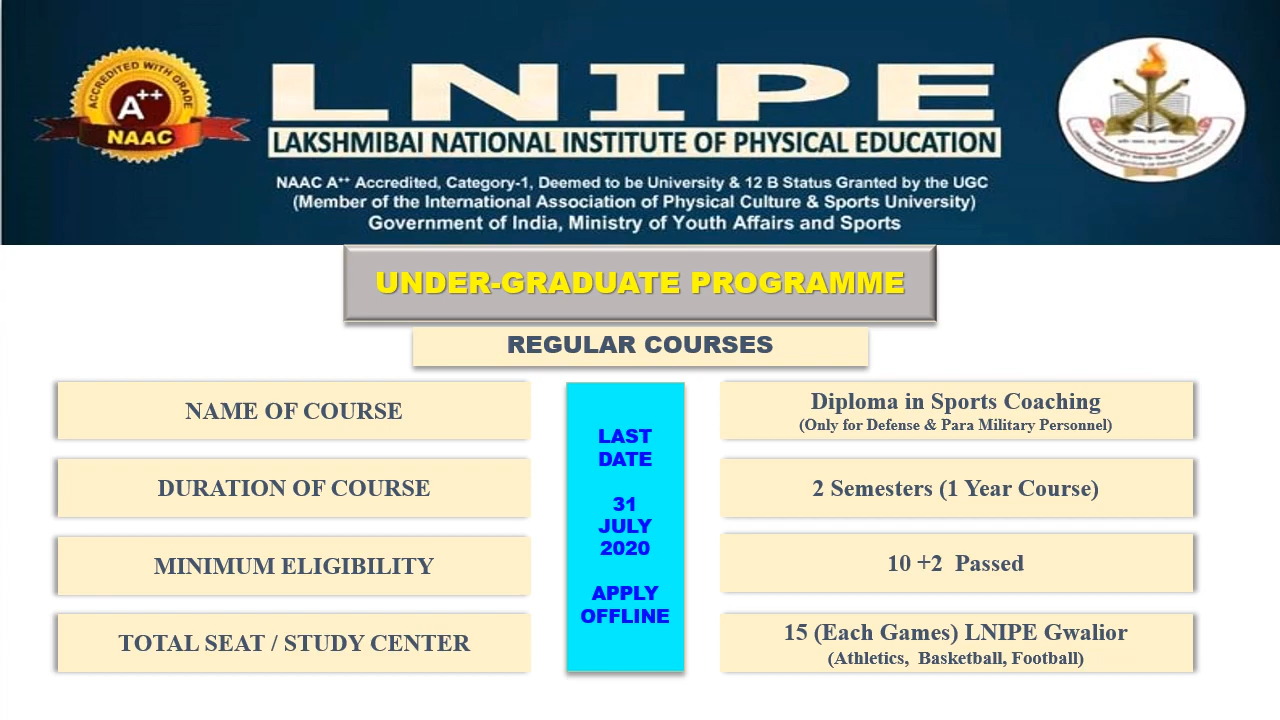 ACCREDITED WITH GRADE
A++
NAAC
LNIPE
LAKSHMIBAI NATIONAL INSTITUTE OF PHYSICAL EDUCATION
NAAC A++ Accredited, Category-1, Deemed to be University & 12 B Status Granted by the UGC
(Member of the International Association of Physical Culture & Sports University)
Government of India, Ministry of Youth Affairs and Sports
UNDER-GRADUATE PROGRAMME
REGULAR COURSES
NAME OF COURSE
Diploma in Sports Coaching
(Only for Defense & Para Military Personnel)
DURATION OF COURSE
2 Semesters (1 Year Course)
MINIMUM ELIGIBILITY
10 +2 Passed
TOTAL SEAT / STUDY CENTER
15 (Each Games) LNIPE Gwalior
(Athletics, Basketball, Football)
LAST
DATE
31
JULY
2020
APPLY
OFFLINE